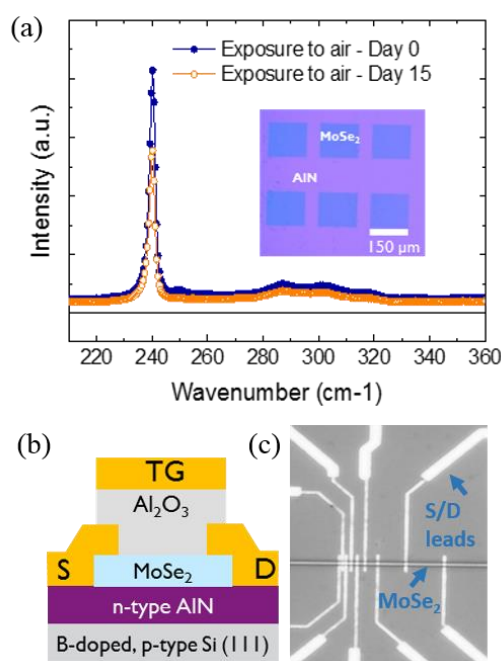 (a)
Exposure to air - Day 0
Exposure to air - Day 15
MoSe₂
AlN
150 µm
Intensity (a.u.)
220 240 260 280 300 320 340 360
Wavenumber (cm-1)
(b)
TG
Al₂O₃
S
D
MoSe₂
n-type AlN
B-doped, p-type Si (111)
(c)
S/D
leads
MoSe₂